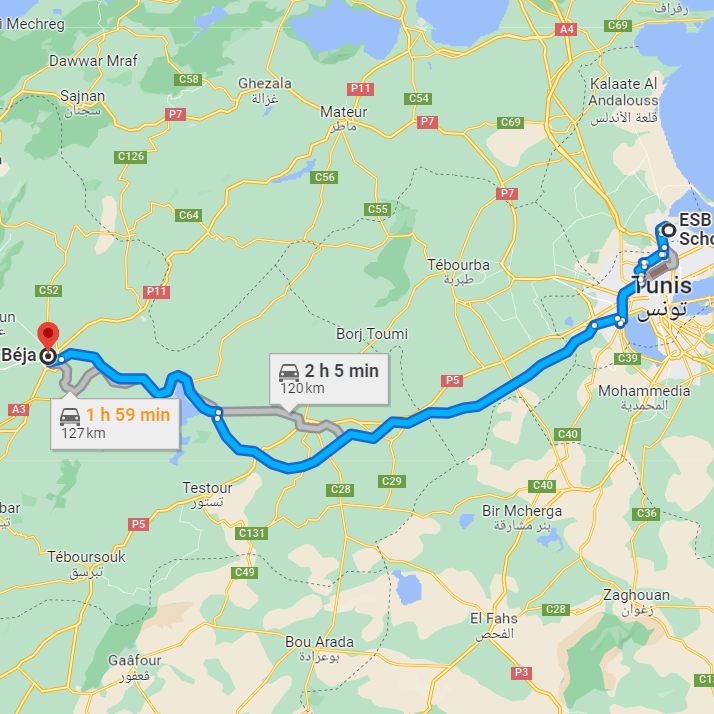 رفراف
i Mechreg
A4
C69
Dawwar Mraf
C58
Ghezala
غزالة
P11
Kalaate Al
Andalouss
قلعة الأندلس
Sajnan
سجنان
C54
P7
Mateur
ماطر
P7
C69
C126
C56
P7
C64
C55
ESB
Scho
Tébourba
طبربة
C52
P11
Tunis
تونس
un
Borj Toumi
Béja
2 h 5 min
120 km
P5
C39
A3
1 h 59 min
127 km
Mohammedia
المحمدية
C40
Testour
تستور
C28
C29
C40
bar
P5
C131
Bir Mcherga
بئر مشارقة
C36
Téboursouk
تبرسق
C49
Zaghouan
زغوان
El Fahs
الفحص
C28
Bou Arada
بوعرادة
Gaâfour
قعفور
P3